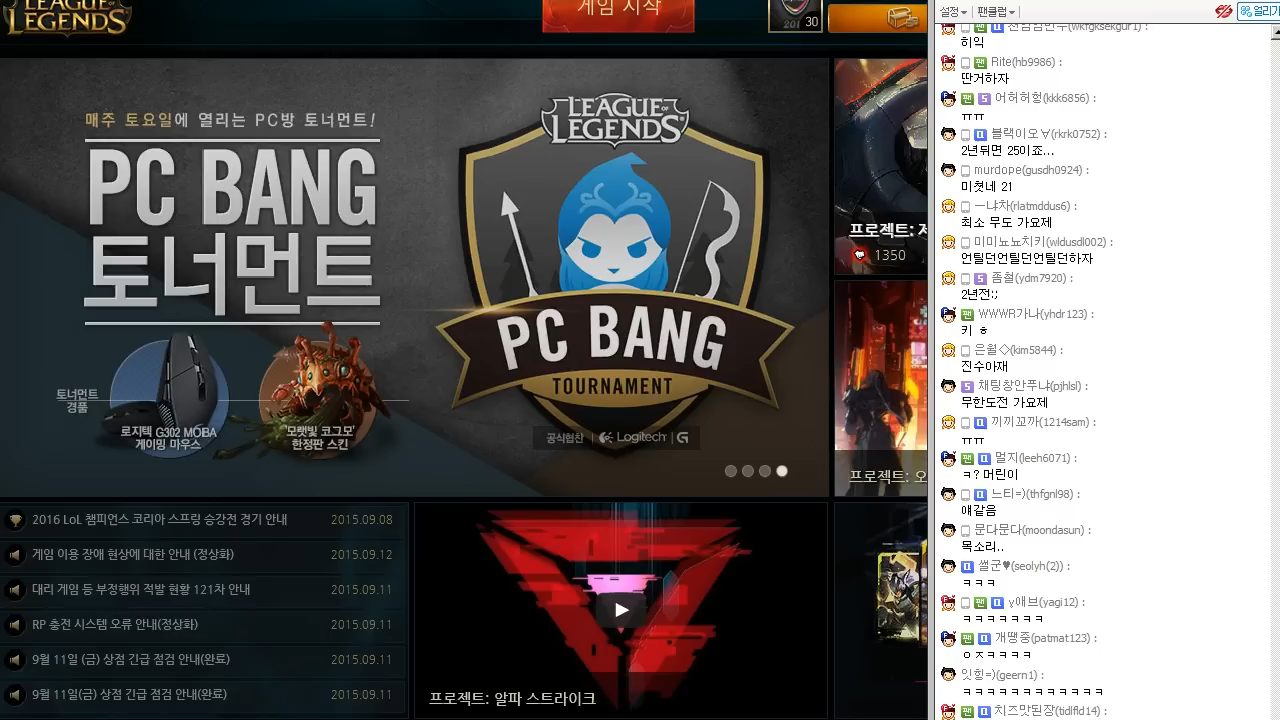 LEAGUE OF
LEGENDS
게임 시작
30
매주 토요일에 열리는 PC방 토너먼트!
PC BANG
토너먼트
토너먼트
경품
로지텍 G302 MOBA
게이밍 마우스
'모랫빛 코그모'
한정판 스킨
LEAGUE OF
LEGENDS
PC BANG
TOURNAMENT
공식협찬 | Logitech | G
프로젝트:
1350
프로젝트:
2016 LoL 챔피언스 코리아 스프링 승강전 경기 안내 2015.09.08
게임 이용 장애 현상에 대한 안내(정상화) 2015.09.12
대리 게임 등 부정행위 적발 현황 121차 안내 2015.09.11
RP 충전 시스템 오류 안내(정상화) 2015.09.11
9월 11일 (금) 상점 긴급 점검 안내(완료) 2015.09.11
9월 11일(금) 상점 긴급 점검 안내(완료) 2015.09.11
프로젝트: 알파 스트라이크
설정 팬클럽 얼리기
(wkfgksekgur1) :
히익
팬 Rite(hb9986) :
딴거하자
팬 S 어허허헝(kkk6856) :
ㅠㅠ
블랙이오∀(rkrk0752) :
2년뒤면 25이죠...
murdope(gusdh0924) :
미쳣네 21
ㅡ냐차(rlatmddus6) :
최소 무도 가요제
미미뇨뇨치키(wldusdl002) :
언틸던언틸던언틸던하자
S 좀철(ydm7920) :
2년전;;
팬 WWWR가나(yhdr123) :
키 ㅎ
은월◇(kim5844) :
진수아재
S 채팅창안푸냐(pjhlsl) :
무한도전 가요제
끼끼꼬까(1214sam) :
ㅠㅠ
팬 멀지(leeh6071) :
ㅋ? 머린이
느티=)(thfgnl98) :
얘같음
문다문다(moondasun) :
목소리..
썰군♥(seolyh(2)) :
ㅋㅋㅋ
팬 y애브(yagi12) :
ㅋㅋㅋㅋㅋㅋㅋ
팬 개땡중(patmat123) :
ㅇㅈㅋㅋㅋㅋ
잇힝=)(geern1) :
ㅋㅋㅋㅋㅋㅋㅋㅋㅋㅋㅋㅋ
팬 치즈맛된장(tidlfld14) :